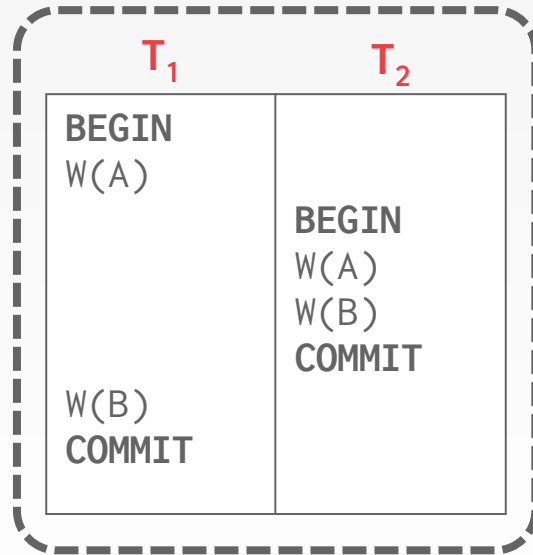 T₁ T₂
BEGIN
W(A)
BEGIN
W(A)
W(B)
COMMIT
W(B)
COMMIT